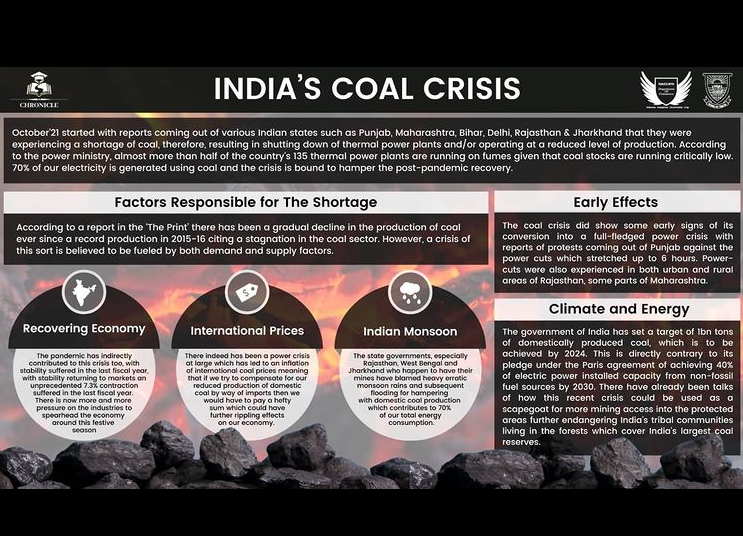 CHRONICLE
INDIA'S COAL CRISIS
October'21 started with reports coming out of various Indian states such as Punjab, Maharashtra, Bihar, Delhi, Rajasthan & Jharkhand that they were
experiencing a shortage of coal, therefore, resulting in shutting down of thermal power plants and/or operating at a reduced level of production. According
to the power ministry, almost more than half of the country's 135 thermal power plants are running on fumes given that coal stocks are running critically low.
70% of our electricity is generated using coal and the crisis is bound to hamper the post-pandemic recovery.
Factors Responsible for The Shortage
According to a report in the 'The Print' there has been a gradual decline in the production of coal
ever since a record production in 2015-16 citing a stagnation in the coal sector. However, a crisis of
this sort is believed to be fueled by both demand and supply factors.
Recovering Economy
The pandemic has indirectly
contributed to this crisis too, with
stability suffered in the last fiscal year,
with stability returning to markets an
unprecedented 7.3% contraction
suffered in the last fiscal year.
There is now more and more
pressure on the industries to
spearhead the economy
around this festive
season
International Prices
There indeed has been a power crisis
at large which has led to an inflation
of international coal prices meaning
that if we try to compensate for our
reduced production of domestic
coal by way of imports then we
would have to pay a hefty
sum which could have
further rippling effects
on our economy.
Indian Monsoon
The state governments, especially
Rajasthan, West Bengal and
Jharkhand who happen to have their
mines have blamed heavy erratic
monsoon rains and subsequent
flooding for hampering
with domestic coal production
which contributes to 70%
of our total energy
consumption.
Early Effects
The coal crisis did show some early signs of its
conversion into a full-fledged power crisis with
reports of protests coming out of Punjab against the
power cuts which stretched up to 6 hours. Power-
cuts were also experienced in both urban and rural
areas of Rajasthan, some parts of Maharashtra.
Climate and Energy
The government of India has set a target of 1bn tons
of domestically produced coal, which is to be
achieved by 2024. This is directly contrary to its
pledge under the Paris agreement of achieving 40%
of electric power installed capacity from non-fossil
fuel sources by 2030. There have already been talks
of how this recent crisis could be used as a
scapegoat for more mining access into the protected
areas further endangering India's tribal communities
living in the forests which cover India's largest coal
reserves.